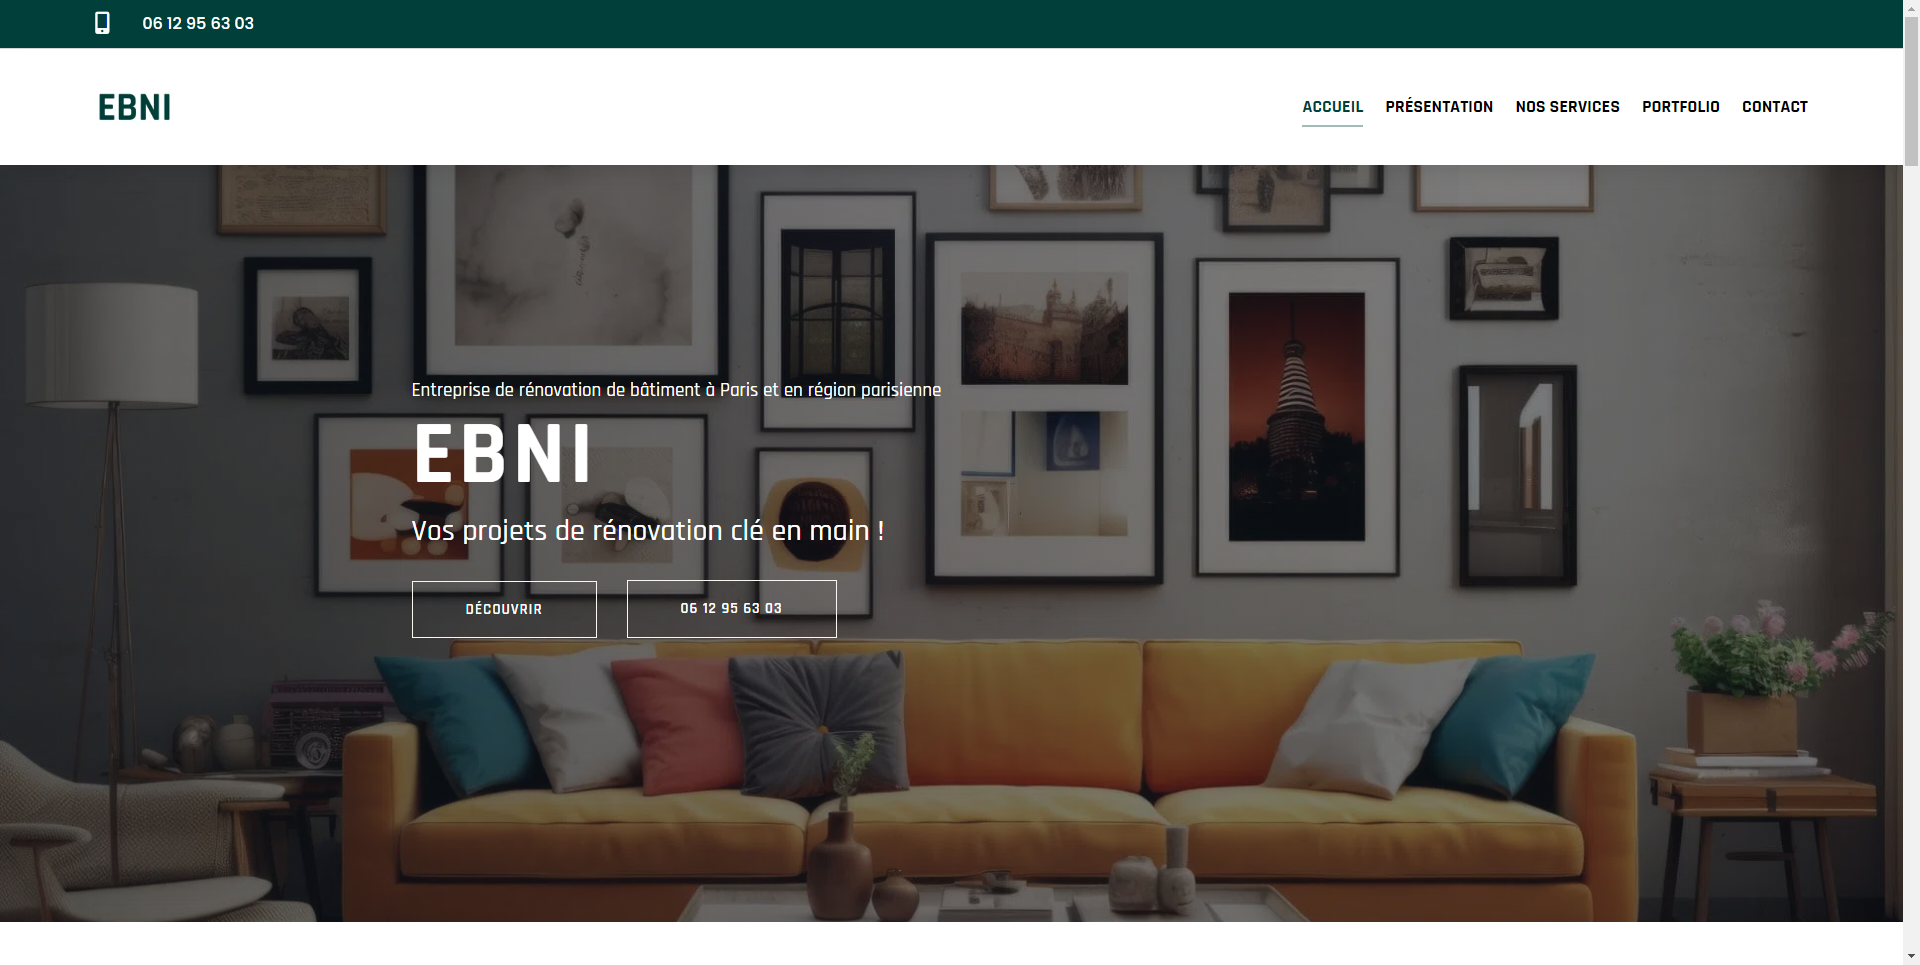 06 12 95 63 03
EBNI
ACCUEIL PRÉSENTATION NOS SERVICES PORTFOLIO CONTACT
Entreprise de rénovation de bâtiment à Paris et en région parisienne
EBNI
Vos projets de rénovation clé en main !
DÉCOUVRIR 06 12 95 63 03